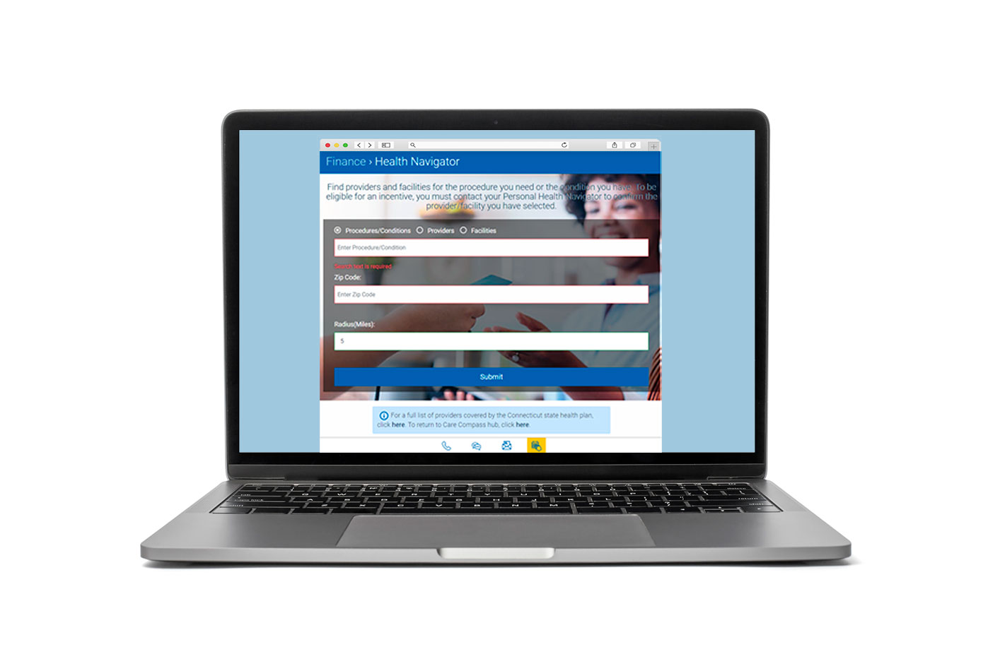 Finance › Health Navigator
Find providers and facilities for the procedure you need or the condition you have. To be
eligible for an incentive, you must contact your Personal Health Navigator to confirm the
provider/facility you have selected.
Procedures/Conditions Providers Facilities
Enter Procedure/Condition
Search text is required
Zip Code:
Enter Zip Code
Radius(Miles):
5
Submit
For a full list of providers covered by the Connecticut state health plan,
click here. To return to Care Compass hub, click here.